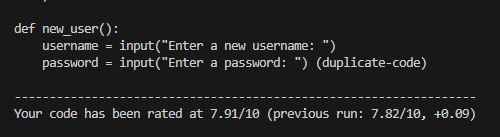 def new_user():
    username = input("Enter a new username: ")
    password = input("Enter a password: ") (duplicate-code)
------------------------------------------------------------------
Your code has been rated at 7.91/10 (previous run: 7.82/10, +0.09)